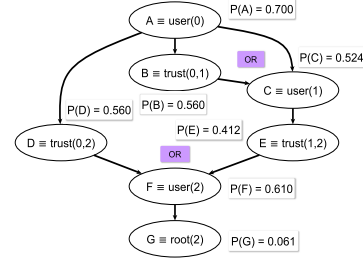 A ≡ user(0)
P(A) = 0.700
OR
B ≡ trust(0,1)
P(C) = 0.524
C ≡ user(1)
P(D) = 0.560
P(B) = 0.560
P(E) = 0.412
D ≡ trust(0,2)
OR
E ≡ trust(1,2)
F ≡ user(2)
P(F) = 0.610
G ≡ root(2)
P(G) = 0.061